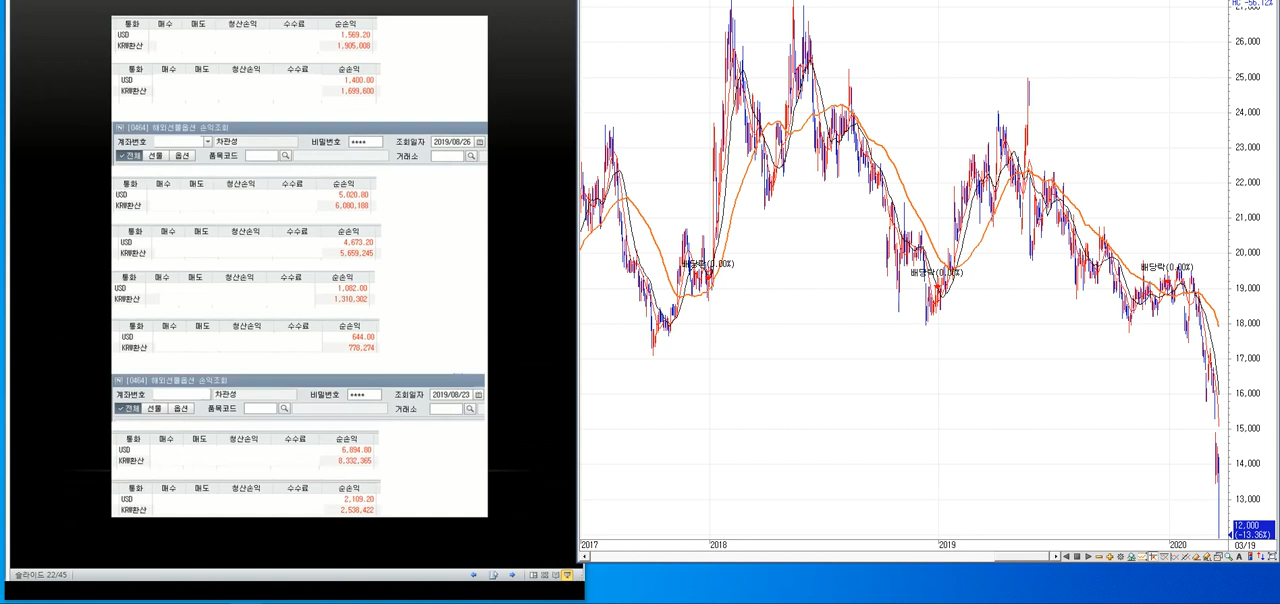 통화 매수 매도 청산손익 수수료 순손익
USD 1,569.20
KRW환산 1,905,008
통화 매수 매도 청산손익 수수료 순손익
USD 1,400.00
KRW환산 1,699,600
[0464] 해외선물옵션 손익조회
계좌번호 차관성 비밀번호 **** 조회일자 2019/08/26
전체 선물 옵션 품목코드 거래소
통화 매수 매도 청산손익 수수료 순손익
USD 5,020.80
KRW환산 6,080,188
통화 매수 매도 청산손익 수수료 순손익
USD 4,673.20
KRW환산 5,659,245
통화 매수 매도 청산손익 수수료 순손익
USD 1,082.00
KRW환산 1,310,302
통화 매수 매도 청산손익 수수료 순손익
USD 644.00
KRW환산 778,274
[0464] 해외선물옵션 손익조회
계좌번호 차관성 비밀번호 **** 조회일자 2019/08/23
전체 선물 옵션 품목코드 거래소
통화 매수 매도 청산손익 수수료 순손익
USD 6,894.80
KRW환산 8,332,365
통화 매수 매도 청산손익 수수료 순손익
USD 2,109.20
KRW환산 2,538,422
슬라이드 22/45
HC -56.12%
27,000
26,000
25,000
24,000
23,000
22,000
21,000
20,000
19,000
18,000
17,000
16,000
15,000
14,000
13,000
12,000
(-13.36%)
배당락(0.00%)
배당락(0.00%)
배당락(0.00%)
2017 2018 2019 2020 03/19
A